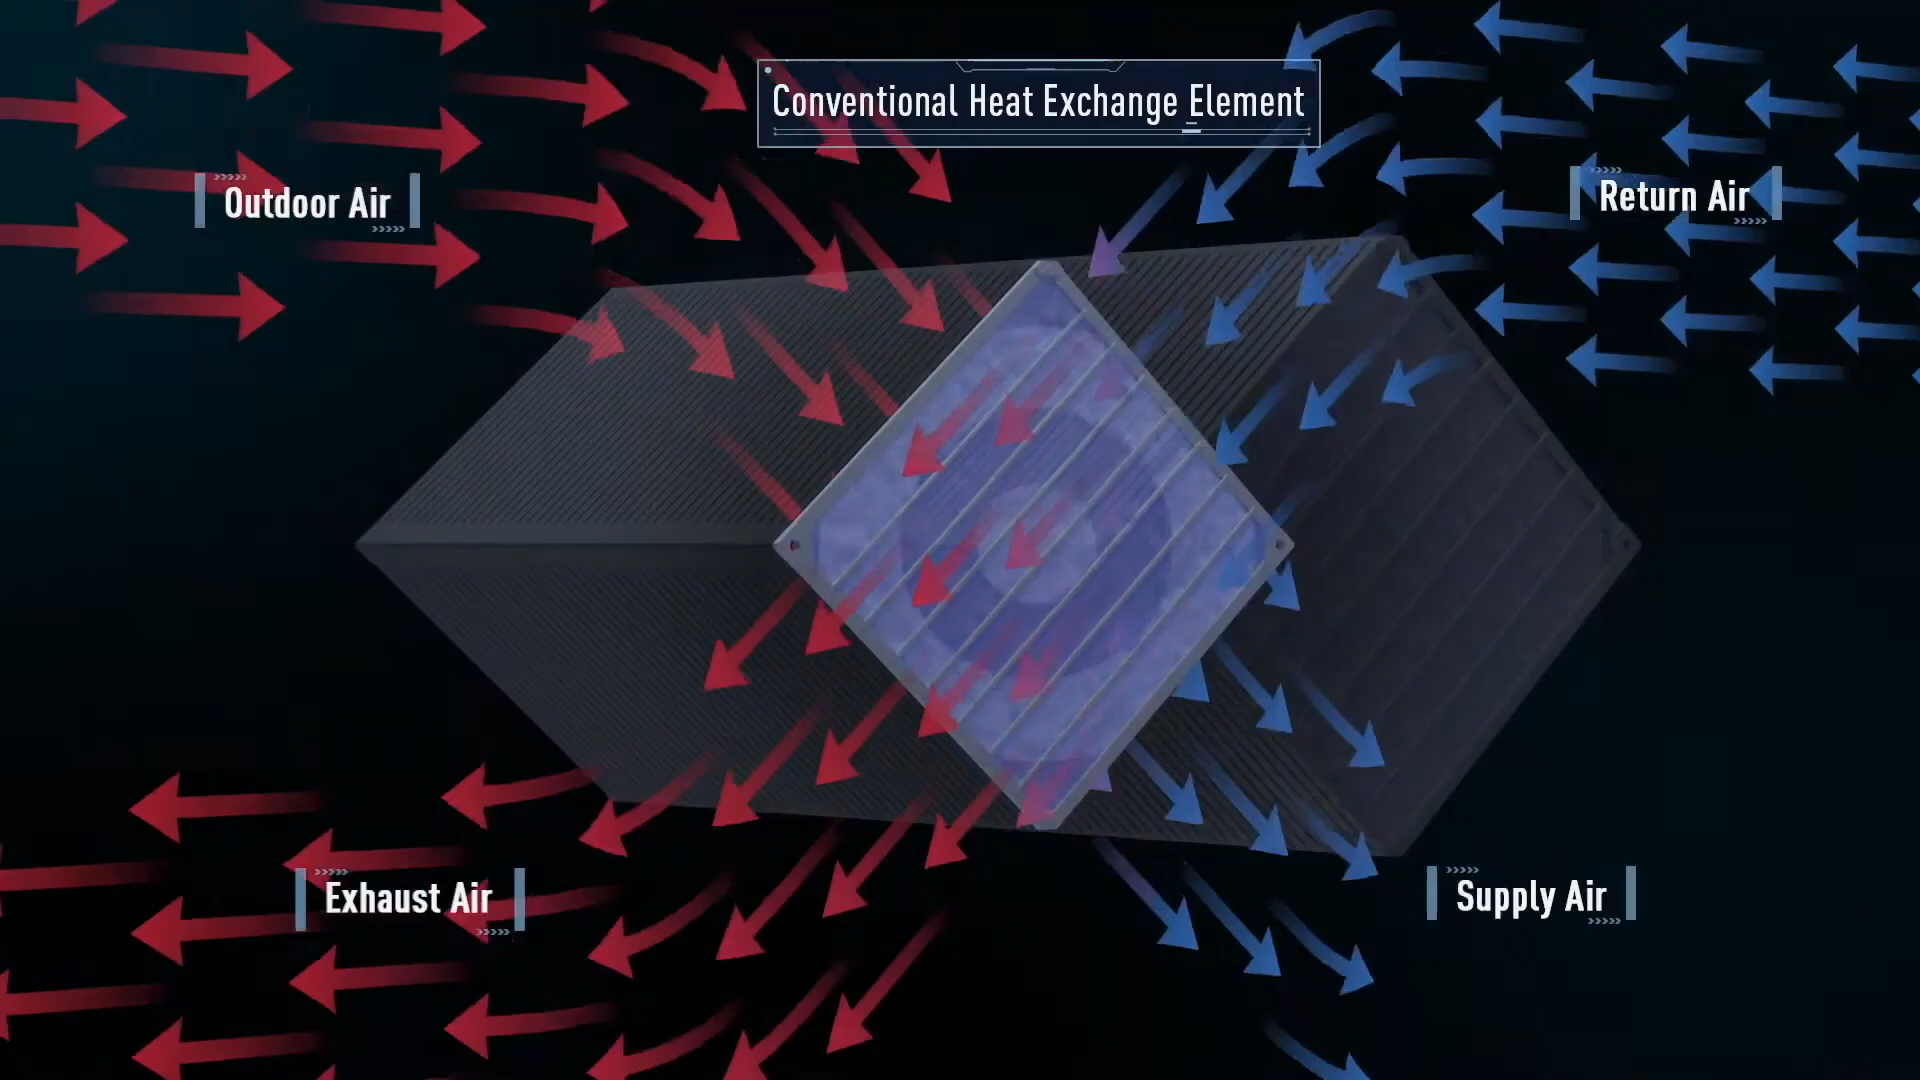 Conventional Heat Exchange Element
Outdoor Air
Return Air
Exhaust Air
Supply Air